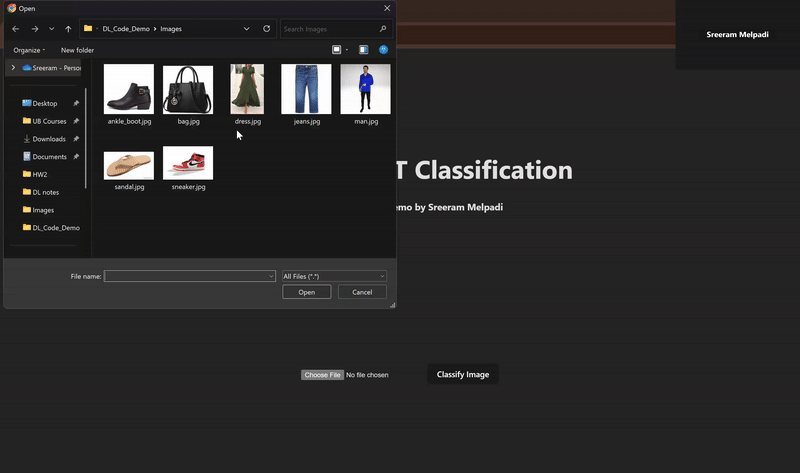 Open
DL_Code_Demo
Images
Search Images
Organize
New folder
Sreeram - Perso
Desktop
UB Courses
Downloads
Documents
HW2
DL notes
Images
DL_Code_Demo
ankle_boot.jpg
bag.jpg
dress.jpg
jeans.jpg
man.jpg
sandal.jpg
sneaker.jpg
File name:
All Files (*.*)
Open
Cancel
Sreeram Melpadi
T Classification
emo by Sreeram Melpadi
Choose File No file chosen
Classify Image